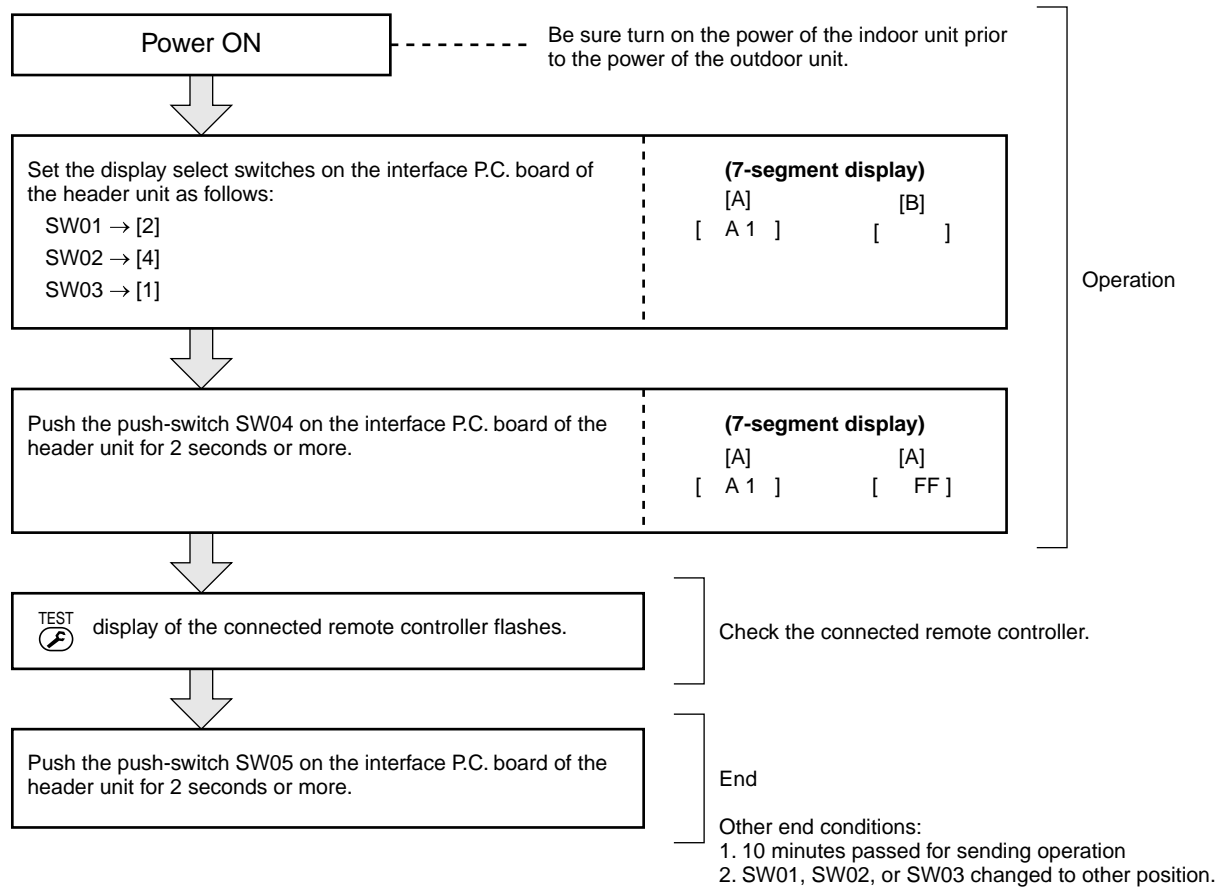 Power ON
Be sure turn on the power of the indoor unit prior
to the power of the outdoor unit.
Set the display select switches on the interface P.C. board of
the header unit as follows:
SW01 → [2]
SW02 → [4]
SW03 → [1]
(7-segment display)
[A] [B]
[ A 1 ] [ ]
Operation
Push the push-switch SW04 on the interface P.C. board of the
header unit for 2 seconds or more.
(7-segment display)
[A] [A]
[ A 1 ] [ FF ]
TEST
display of the connected remote controller flashes.
Check the connected remote controller.
Push the push-switch SW05 on the interface P.C. board of the
header unit for 2 seconds or more.
End
Other end conditions:
1. 10 minutes passed for sending operation
2. SW01, SW02, or SW03 changed to other position.